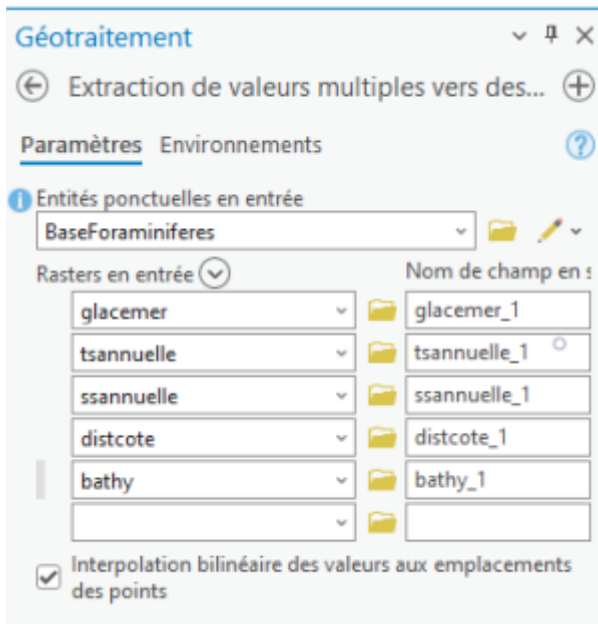 Géotraitement
Extraction de valeurs multiples vers des...
Paramètres Environnements
Entités ponctuelles en entrée
BaseForaminiferes
Rasters en entrée Nom de champ en s
glacemer glacemer_1
tsannuelle tsannuelle_1
ssannuelle ssannuelle_1
distcote distcote_1
bathy bathy_1
Interpolation bilinéaire des valeurs aux emplacements
des points